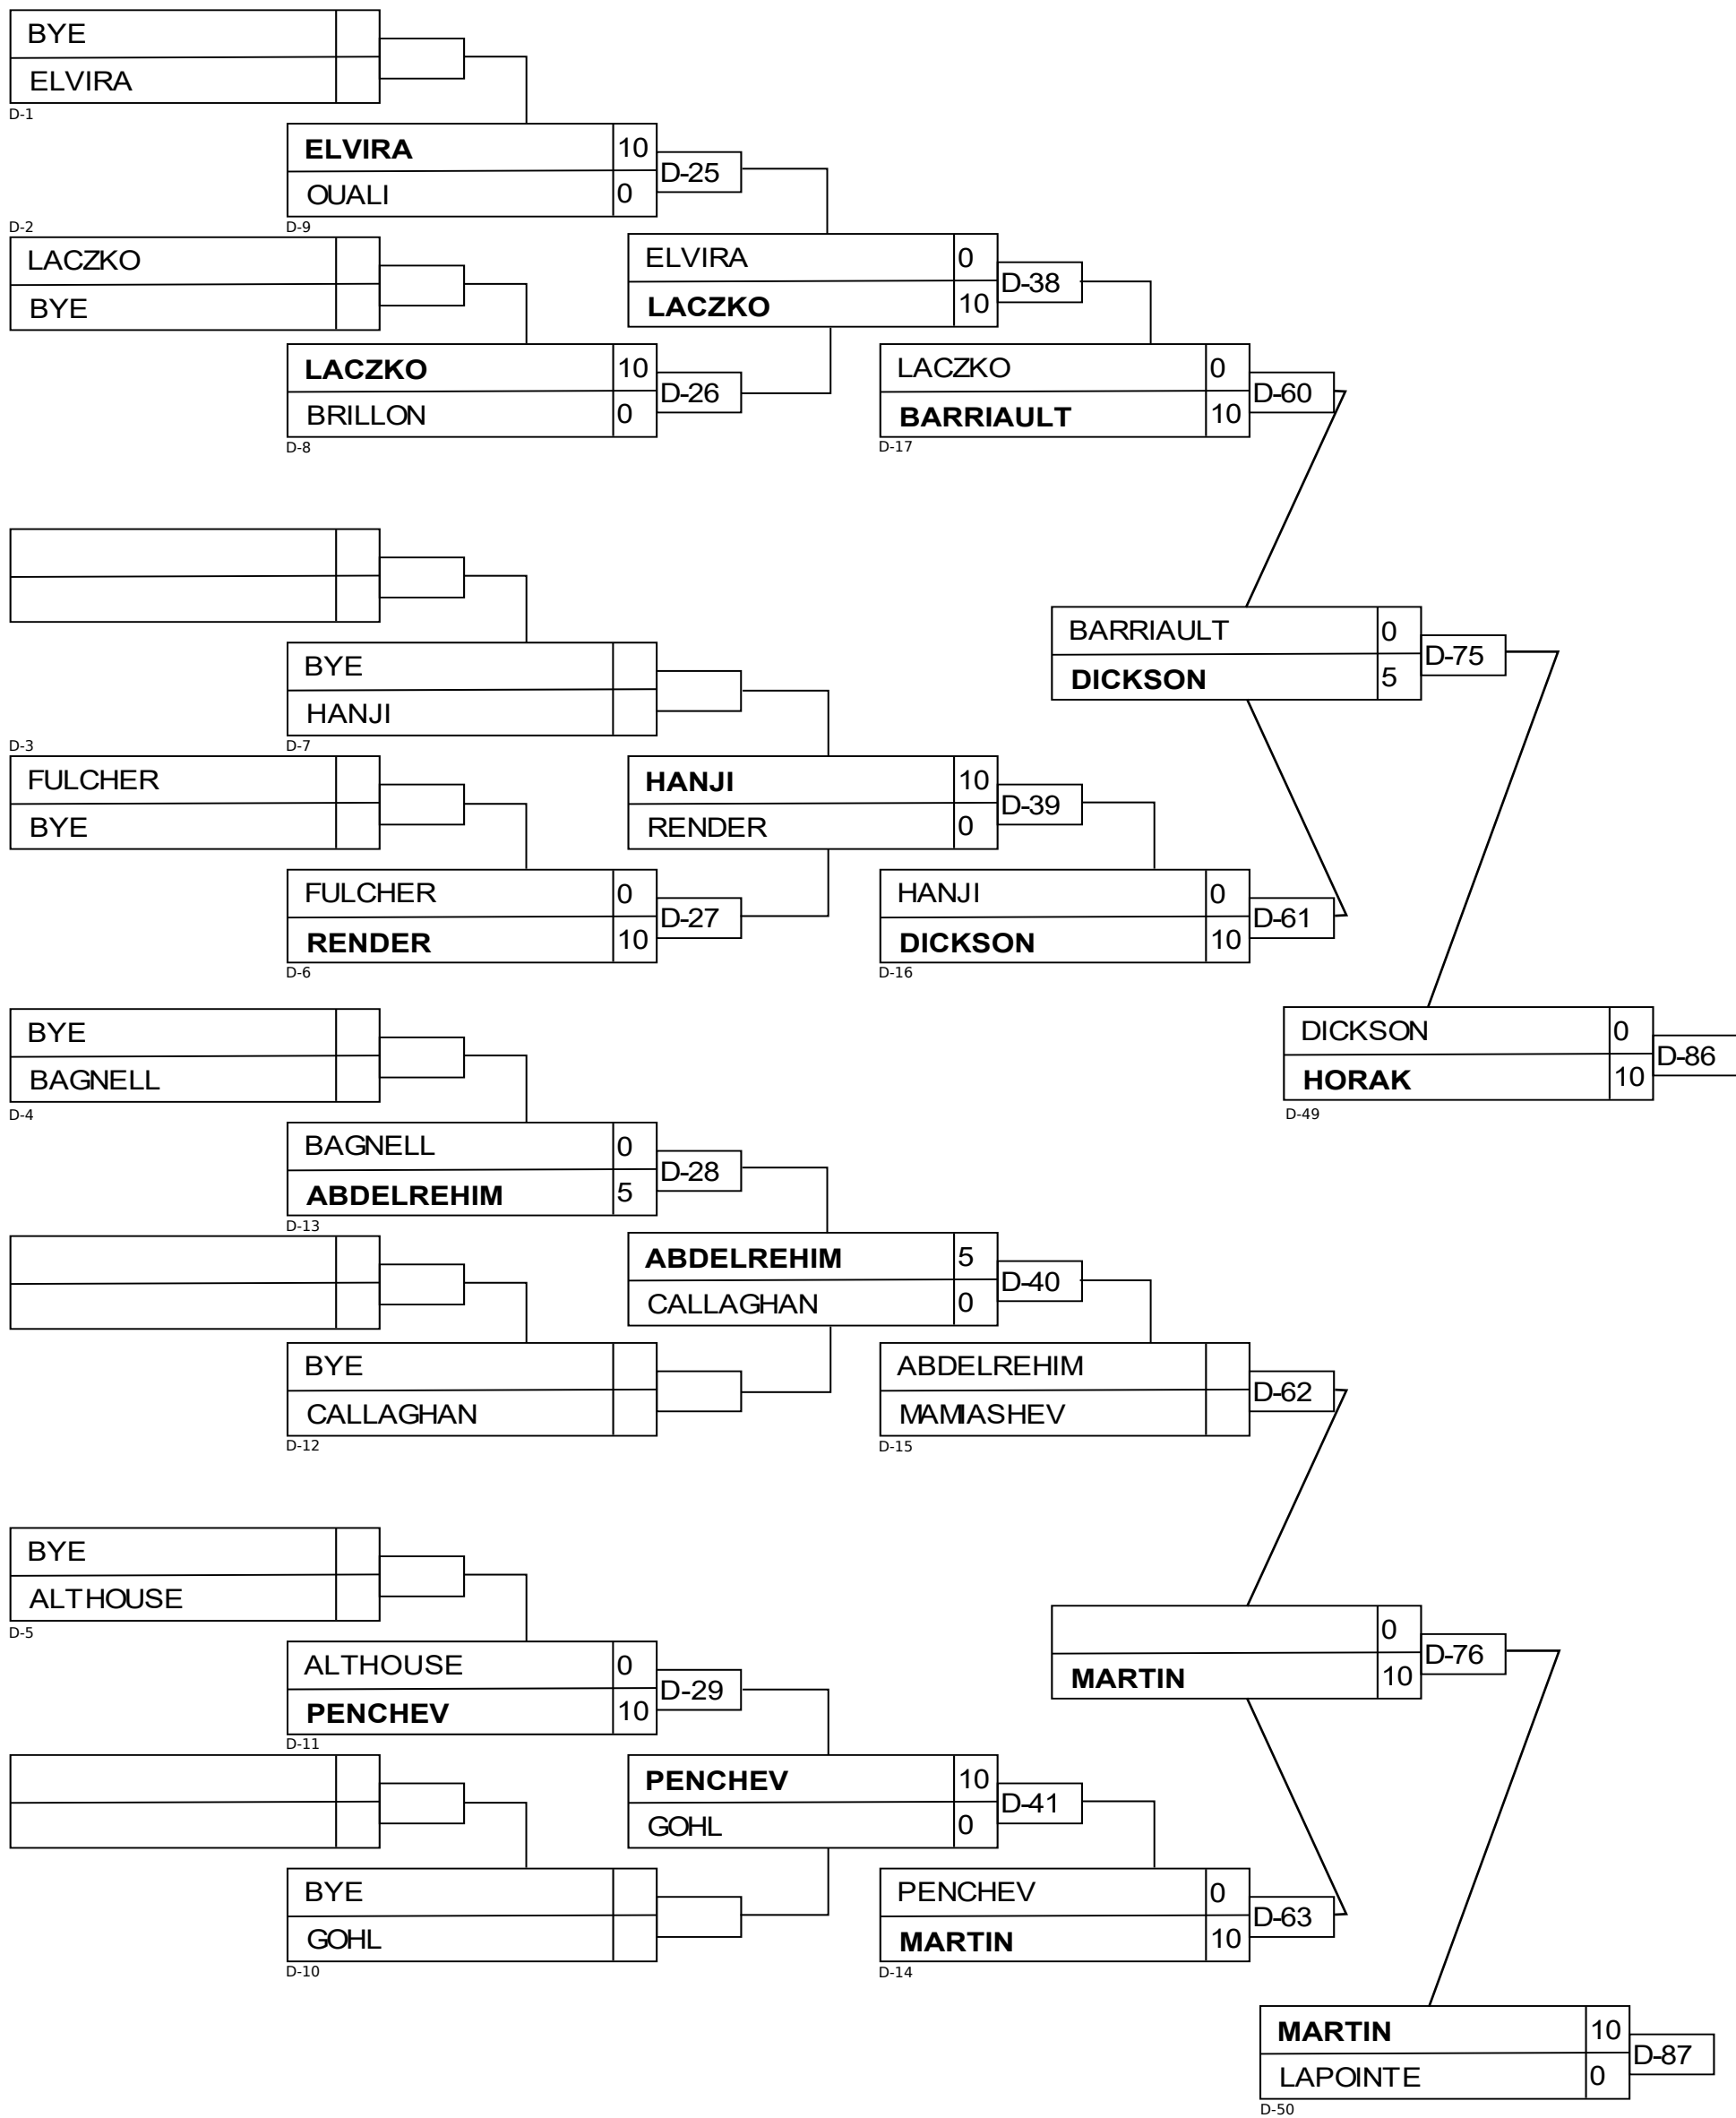 BYE
ELVIRA
D-1
ELVIRA 10
D-25
OUALI 0
D-2
D-9
LACZKO
BYE
ELVIRA 0
D-38
LACZKO 10
LACZKO 10
D-26
BRILLON 0
D-8
LACZKO 0
D-60
BARRIAULT 10
D-17
BYE
HANJI
D-3
D-7
BARRIAULT 0
D-75
DICKSON 5
FULCHER
BYE
HANJI 10
D-39
RENDER 0
FULCHER 0
D-27
RENDER 10
D-6
HANJI 0
D-61
DICKSON 10
D-16
BYE
BAGNELL
D-4
DICKSON 0
D-86
HORAK 10
D-49
BAGNELL 0
D-28
ABDELREHIM 5
D-13
ABDELREHIM 5
D-40
CALLAGHAN 0
BYE
CALLAGHAN
D-12
ABDELREHIM
D-62
MAMIASHEV
D-15
BYE
ALTHOUSE
D-5
0
D-76
MARTIN 10
ALTHOUSE 0
D-29
PENCHEV 10
D-11
PENCHEV 10
D-41
GOHL 0
BYE
GOHL
D-10
PENCHEV 0
D-63
MARTIN 10
D-14
MARTIN 10
D-87
LAPOINTE 0
D-50